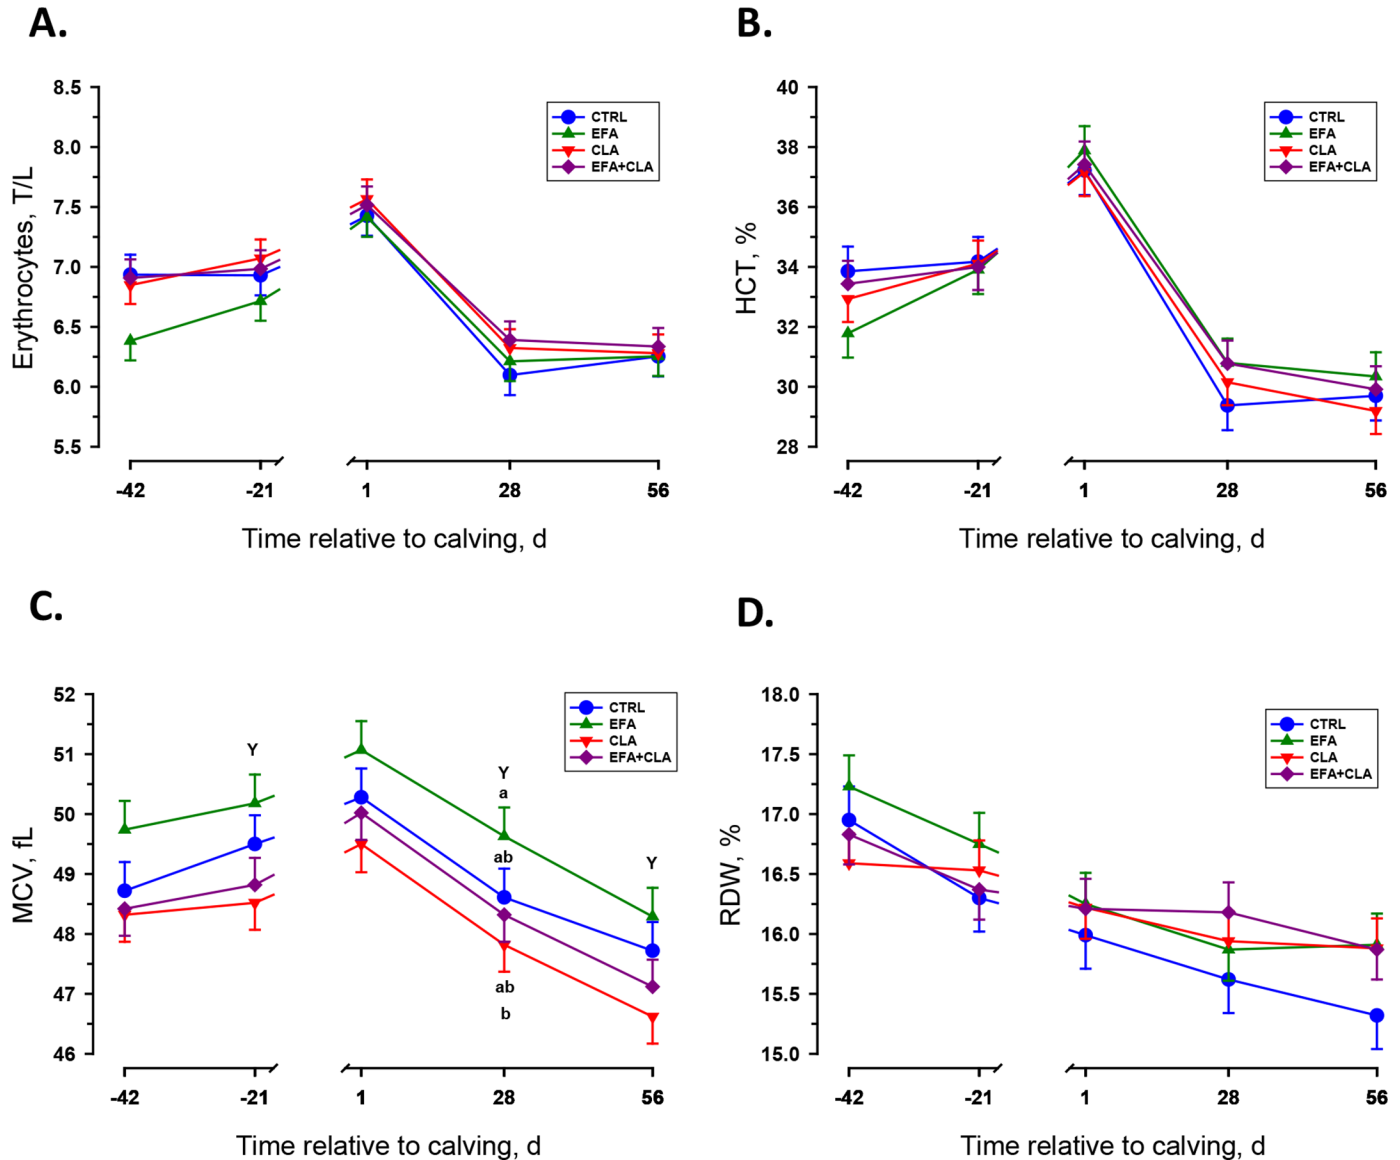 A.
8.5
8.0
7.5
7.0
6.5
6.0
5.5
Erythrocytes, T/L
CTRL
EFA
CLA
EFA+CLA
-42 -21 1 28 56
Time relative to calving, d
B.
40
38
36
34
32
30
28
HCT, %
CTRL
EFA
CLA
EFA+CLA
-42 -21 1 28 56
Time relative to calving, d
C.
52
51
50
49
48
47
46
MCV, fL
CTRL
EFA
CLA
EFA+CLA
Y
Y
a
ab
ab
b
Y
-42 -21 1 28 56
Time relative to calving, d
D.
18.0
17.5
17.0
16.5
16.0
15.5
15.0
RDW, %
CTRL
EFA
CLA
EFA+CLA
-42 -21 1 28 56
Time relative to calving, d